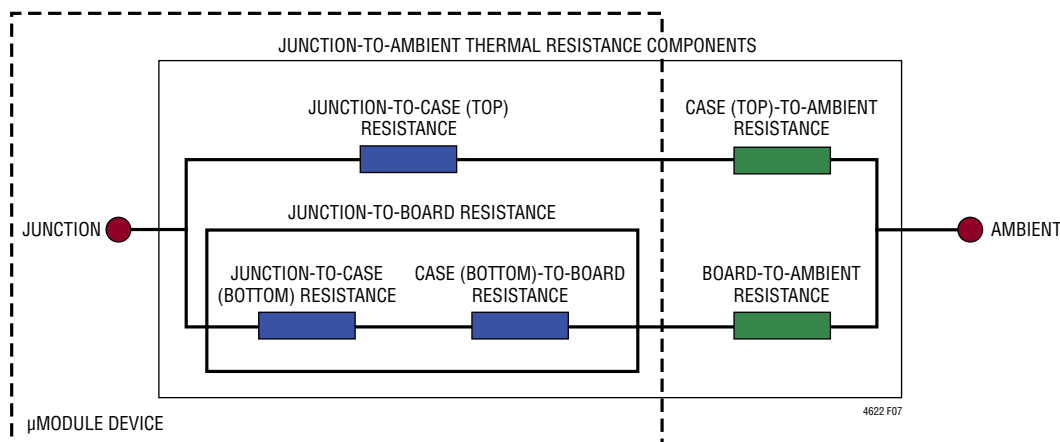 JUNCTION-TO-AMBIENT THERMAL RESISTANCE COMPONENTS
JUNCTION-TO-CASE (TOP)
RESISTANCE
CASE (TOP)-TO-AMBIENT
RESISTANCE
JUNCTION
JUNCTION-TO-BOARD RESISTANCE
AMBIENT
JUNCTION-TO-CASE
(BOTTOM) RESISTANCE
CASE (BOTTOM)-TO-BOARD
RESISTANCE
BOARD-TO-AMBIENT
RESISTANCE
4622 F07
µMODULE DEVICE